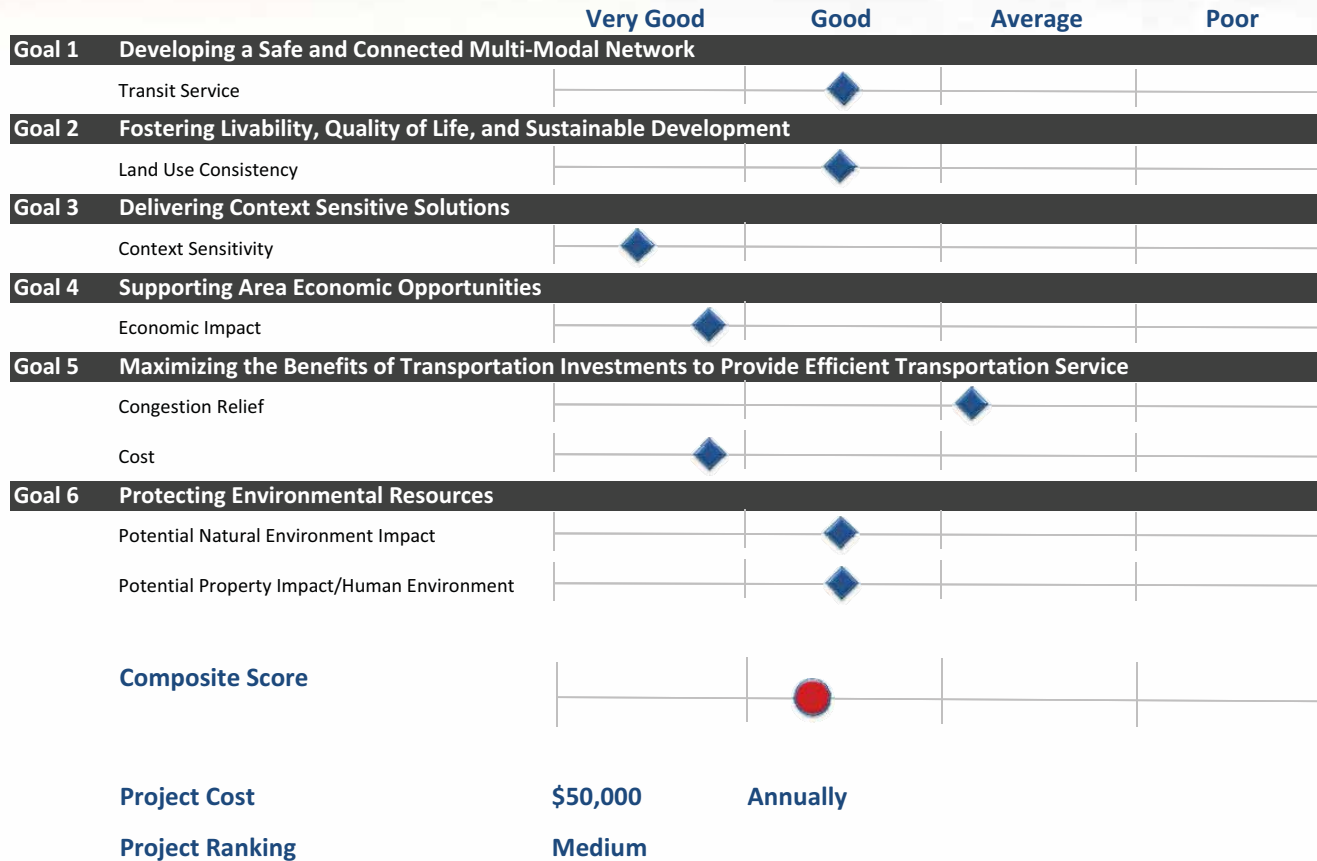 Very Good Good Average Poor
Goal 1 Developing a Safe and Connected Multi-Modal Network
Transit Service
Goal 2 Fostering Livability, Quality of Life, and Sustainable Development
Land Use Consistency
Goal 3 Delivering Context Sensitive Solutions
Context Sensitivity
Goal 4 Supporting Area Economic Opportunities
Economic Impact
Goal 5 Maximizing the Benefits of Transportation Investments to Provide Efficient Transportation Service
Congestion Relief
Cost
Goal 6 Protecting Environmental Resources
Potential Natural Environment Impact
Potential Property Impact/Human Environment
Composite Score
Project Cost $50,000 Annually
Project Ranking Medium